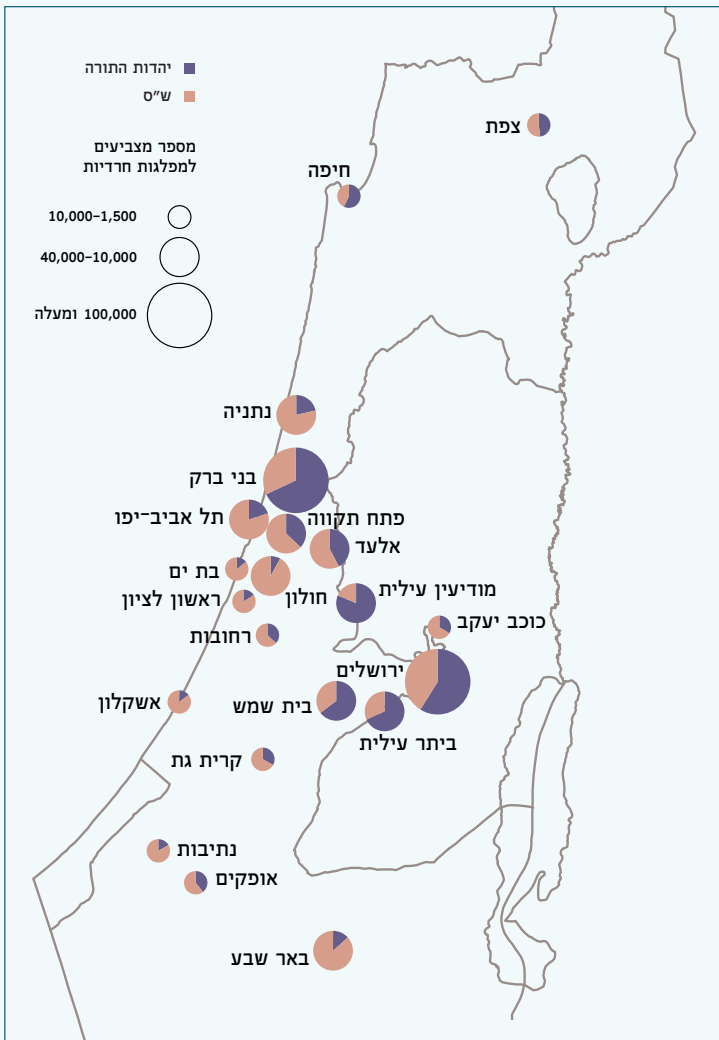 יהדות התורה
ש"ס
מספר מצביעים
למפלגות חרדיות
10,000-1,500
40,000-10,000
100,000 ומעלה
צפת
חיפה
נתניה
בני ברק
תל אביב-יפו
פתח תקווה
אלעד
בת ים
חולון
מודיעין עילית
ראשון לציון
כוכב יעקב
רחובות
ירושלים
אשקלון
בית שמש
ביתר עילית
קרית גת
נתיבות
אופקים
באר שבע